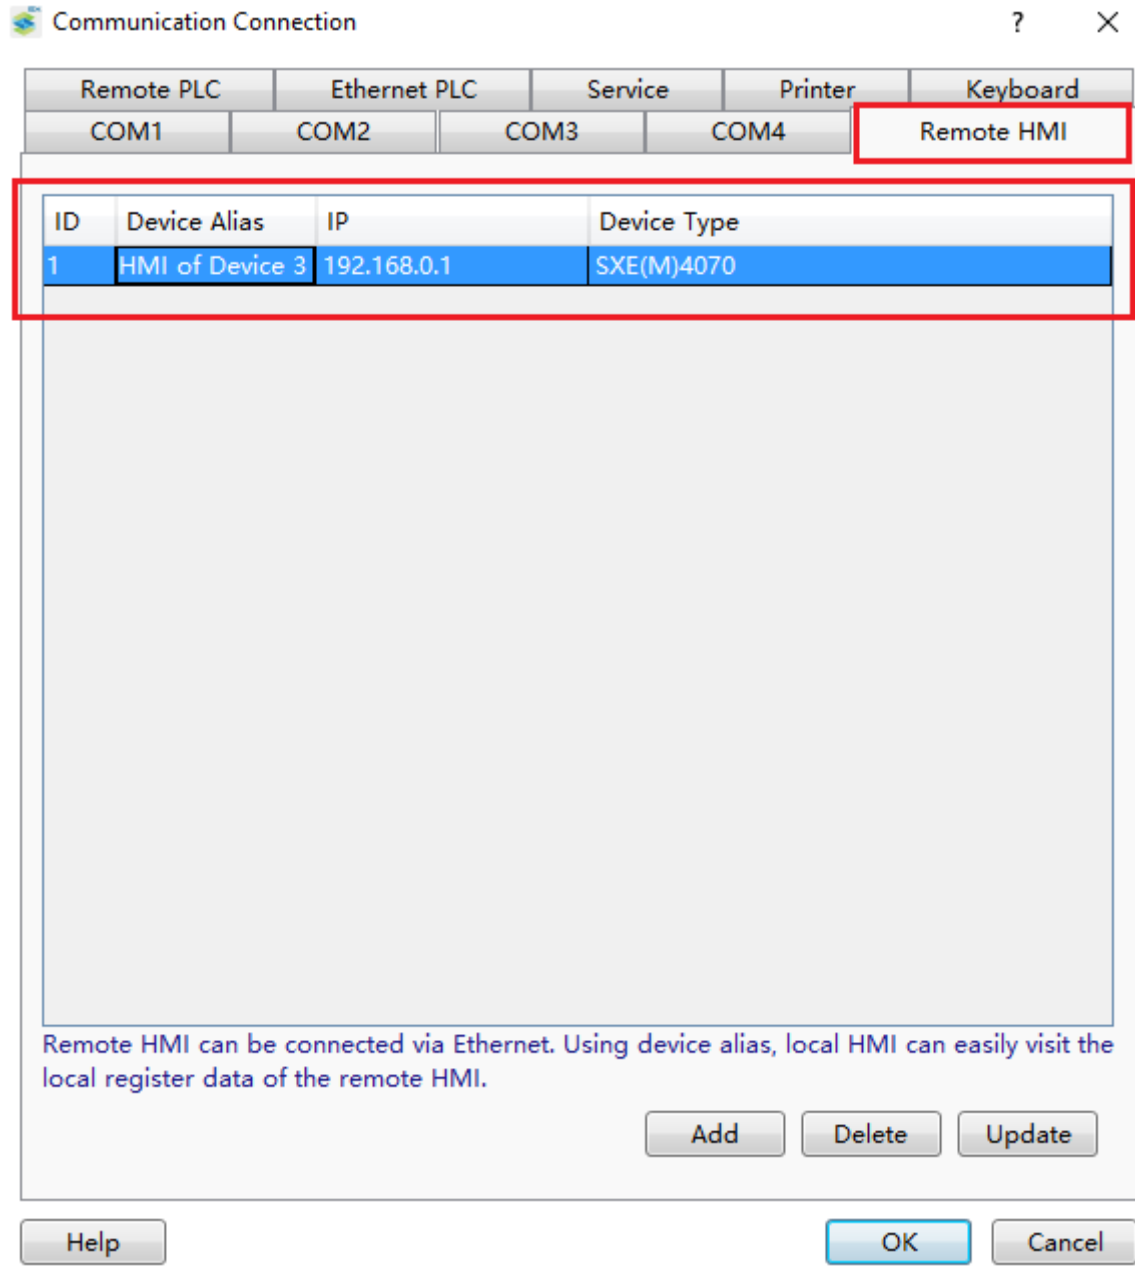 Communication Connection ? ×
Remote PLC Ethernet PLC Service Printer Keyboard
COM1 COM2 COM3 COM4 Remote HMI
ID Device Alias IP Device Type
1 HMI of Device 3 192.168.0.1 SXE(M)4070
Remote HMI can be connected via Ethernet. Using device alias, local HMI can easily visit the
local register data of the remote HMI.
Add Delete Update
Help OK Cancel